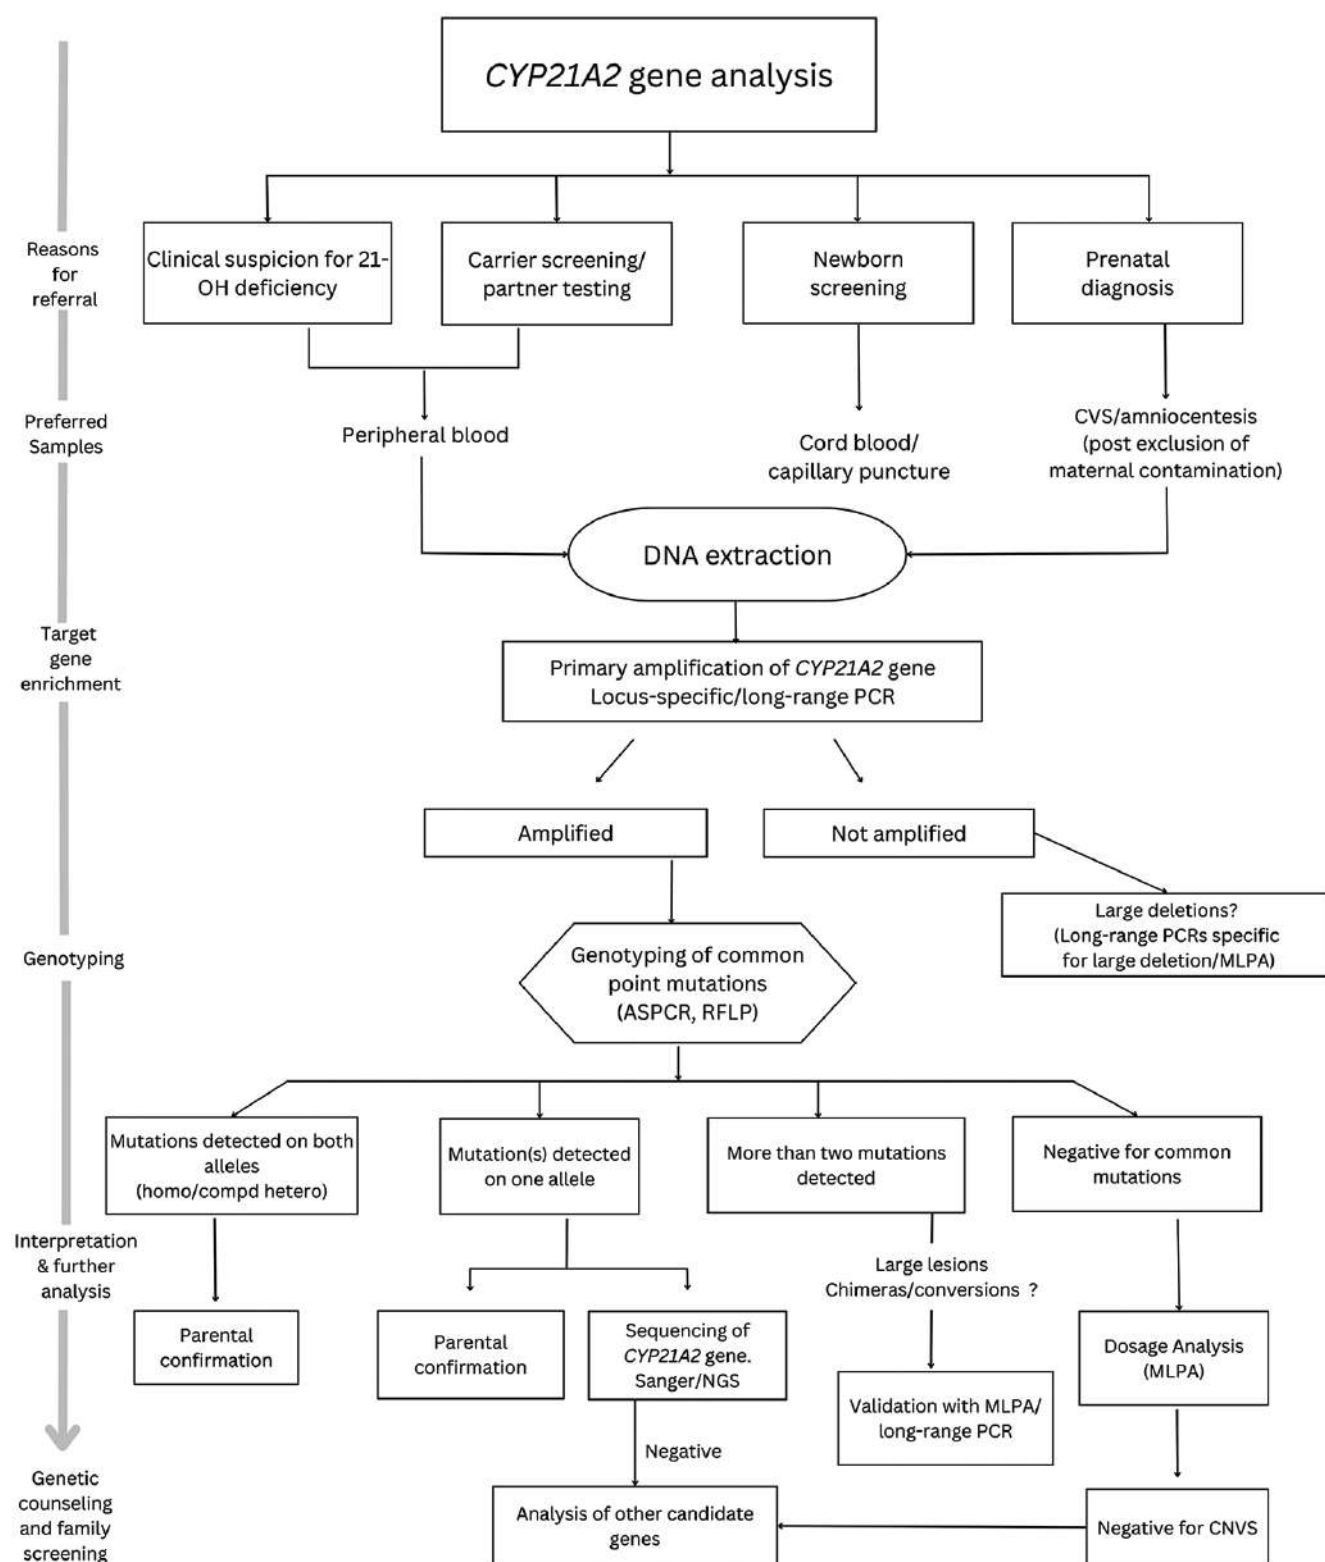 CYP21A2 gene analysis
Reasons
for
referral
Clinical suspicion for 21-
OH deficiency
Carrier screening/
partner testing
Newborn
screening
Prenatal
diagnosis
Preferred
Samples
Peripheral blood
Cord blood/
capillary puncture
CVS/amniocentesis
(post exclusion of
maternal contamination)
DNA extraction
Target
gene
enrichment
Primary amplification of CYP21A2 gene
Locus-specific/long-range PCR
Amplified
Not amplified
Large deletions?
(Long-range PCRs specific
for large deletion/MLPA)
Genotyping
Genotyping of common
point mutations
(ASPCR, RFLP)
Mutations detected on both
alleles
(homo/compd hetero)
Mutation(s) detected
on one allele
More than two mutations
detected
Negative for common
mutations
Interpretation
& further
analysis
Large lesions
Chimeras/conversions ?
Parental
confirmation
Parental
confirmation
Sequencing of
CYP21A2 gene.
Sanger/NGS
Validation with MLPA/
long-range PCR
Dosage Analysis
(MLPA)
Negative
Genetic
counseling
and family
screening
Analysis of other candidate
genes
Negative for CNVS